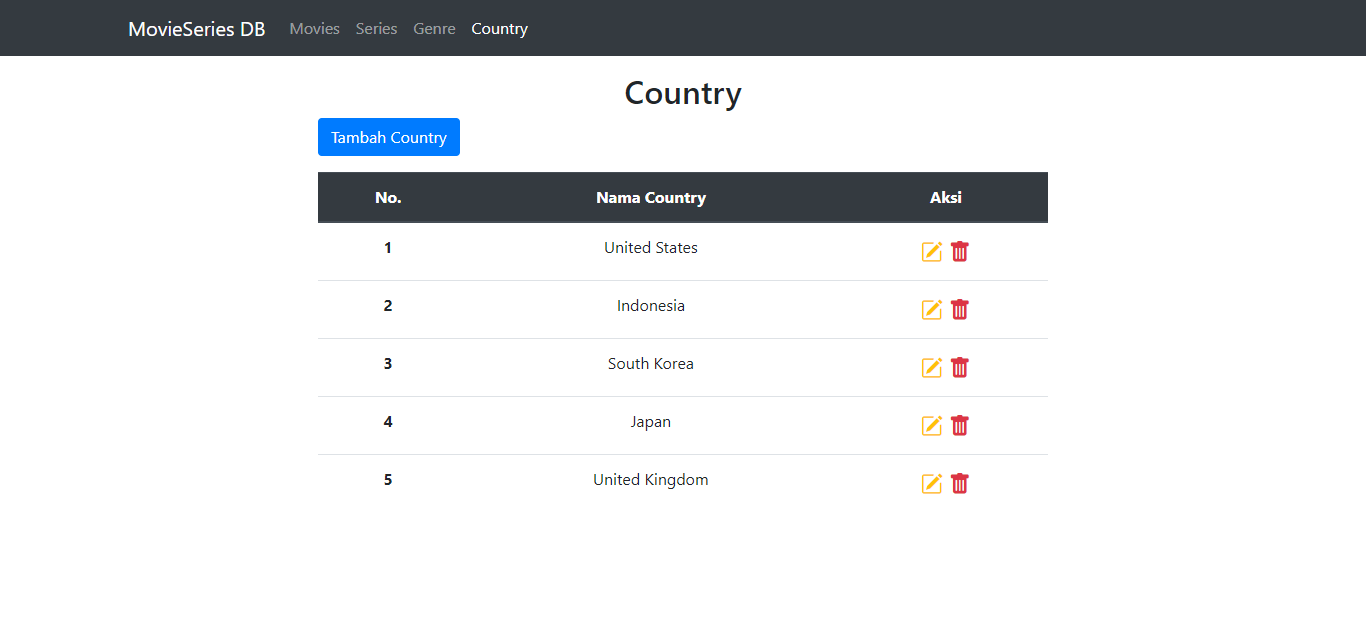 MovieSeries DB Movies Series Genre Country
Country
Tambah Country
No. Nama Country Aksi
1 United States
2 Indonesia
3 South Korea
4 Japan
5 United Kingdom